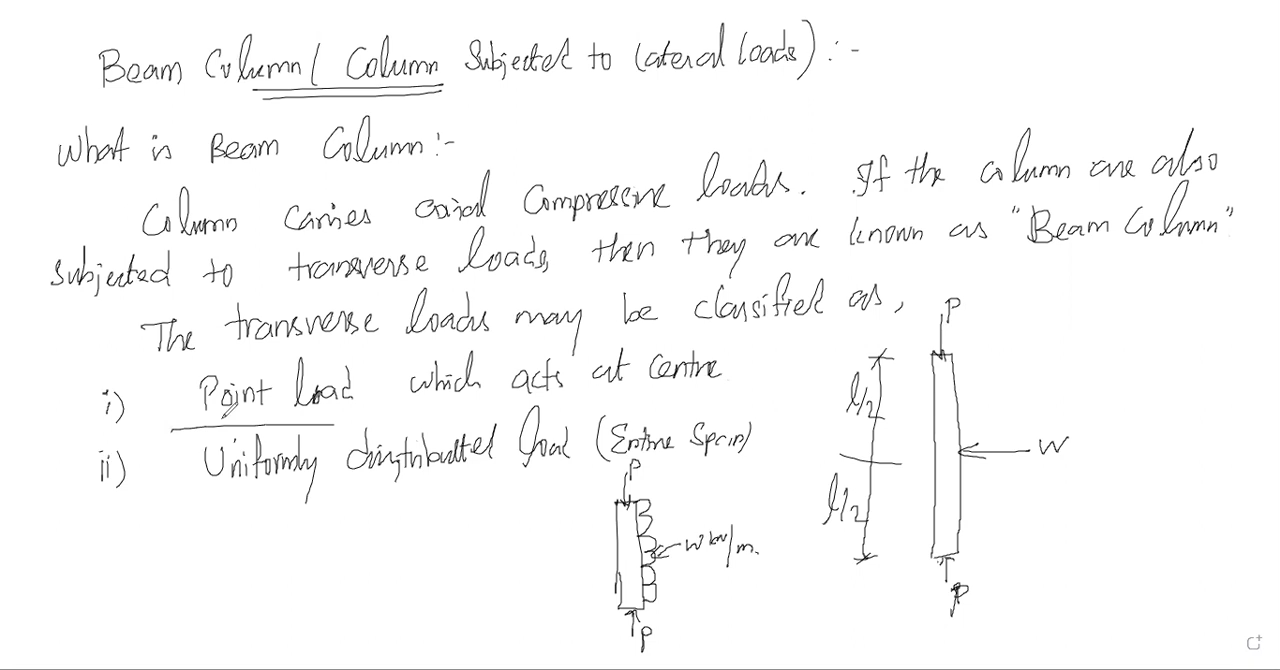 Beam Column ( Column Subjected to Lateral loads) :-
What is Beam Column :-
Column carries axial Compressive loads. If the column are also
subjected to transverse loads, then they are known as "Beam Column"
The transverse loads may be classified as,
i) Point load which acts at centre
ii) Uniformly load (Entire Span)
P
l/2
W
l/2
P
P
w kN/m.
P